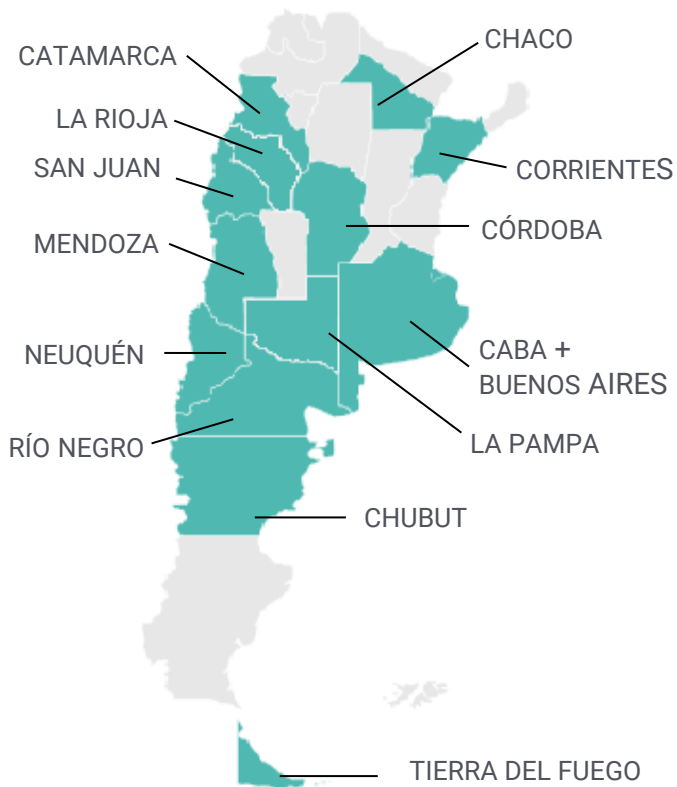 CATAMARCA
LA RIOJA
SAN JUAN
MENDOZA
NEUQUÉN
RÍO NEGRO
CHACO
CORRIENTES
CÓRDOBA
CABA +
BUENOS AIRES
LA PAMPA
CHUBUT
TIERRA DEL FUEGO